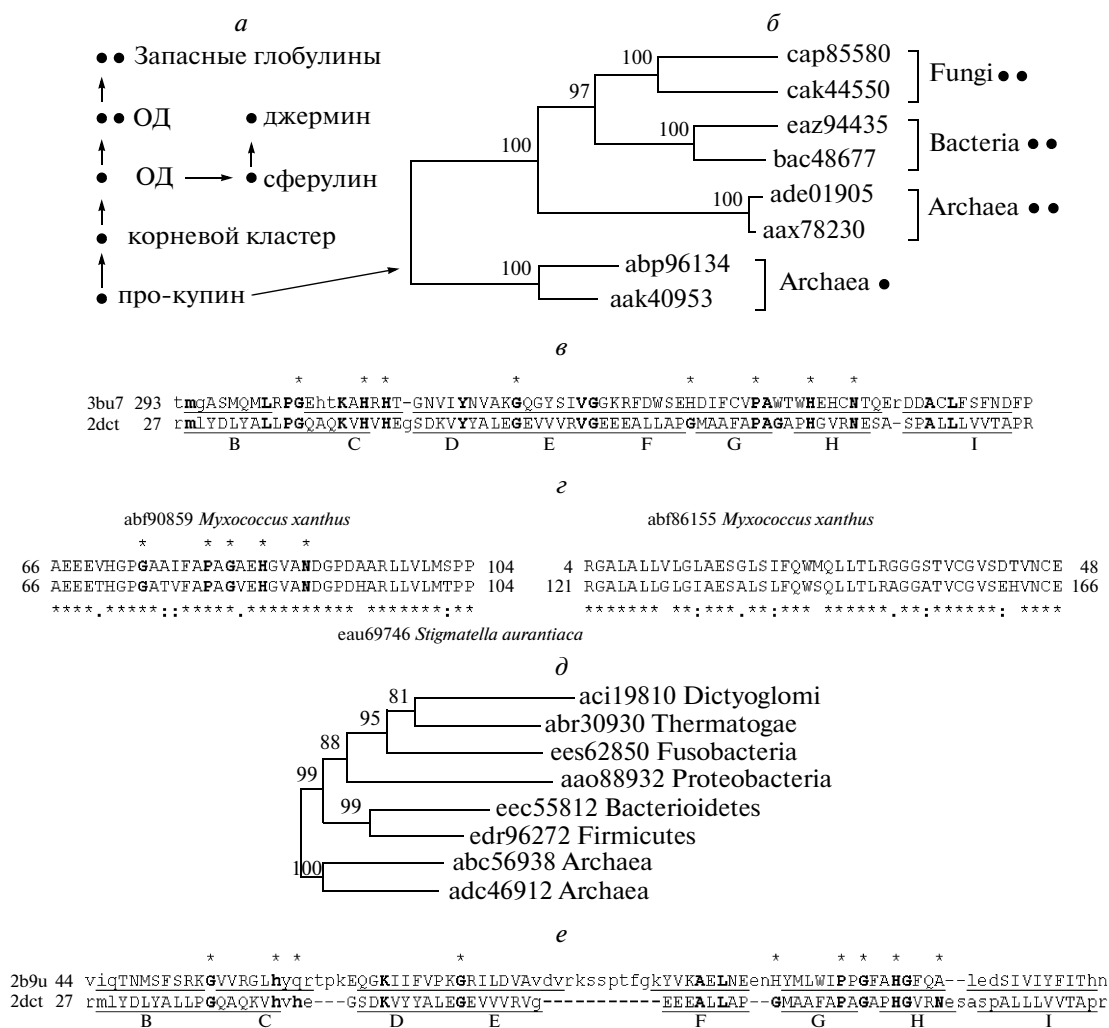 а
Запасные глобулины
ОД
джермин
ОД
сферулин
корневой кластер
про-купин
б
100
cap85580
cak44550
Fungi
97
100
eaz94435
bac48677
Bacteria
100
100
ade01905
aax78230
Archaea
100
abp96134
aak40953
Archaea
в
* * * * * * * *
3bu7 293 tmgASMQMLRPGEhtKAHRHT-GNVIYNVAKGQGYSIVGGKRFDWSEHDIFCVPAWTWHEHCNTQErDDACLFSFNDFP
2dct 27 rmlYDLYALLPGQAQKVHVHEgSDKVYYALEGEVVVRVGEEEALLAPGMAAFAPAGAPHGVRNESA-SPALLLVVTAPR
B C D E F G H I
г
abf90859 Myxococcus xanthus
* * * * *
66 AEEEVHGPGAAIFAPAGAEHGVANDGPDAARLLVLMSPP 104
66 AEEETHGPGATVFAPAGVEHGVANDGPDHARLLVLMTPP 104
****.*****::*****.********** *******:**
eau69746 Stigmatella aurantiaca
abf86155 Myxococcus xanthus
4 RGALALLVLGLAESGLSLIFQWMQLLTLRGGGSTVCGVSDTVNCE 48
121 RGALALLGLGIAESALSLIFQWSQLLTLRAGGATVCGVSEHVNCE 166
д
81
aci19810 Dictyoglomi
95
abr30930 Thermatogae
88
ees62850 Fusobacteria
99
aao88932 Proteobacteria
99
eec55812 Bacterioidetes
edr96272 Firmicutes
100
abc56938 Archaea
adc46912 Archaea
е
* * * * * * * * *
2b9u 44 viqTNMSFSRKGVVRGLhyqrtpkEQGKIIFVPKGRILDVAvdvrkssptfgkYVKAELNEenHYMLWIPPGFAHGFQA--ledSIVIYFIThn
2dct 27 rmlYDLYALLPGQAQKVhvhe---GSDKVYYALEGEVVVRVg-----------EEEALLAP--GMAAFAPAGAPHGVRNesaspALLLVVTApr
B C D E F G H I